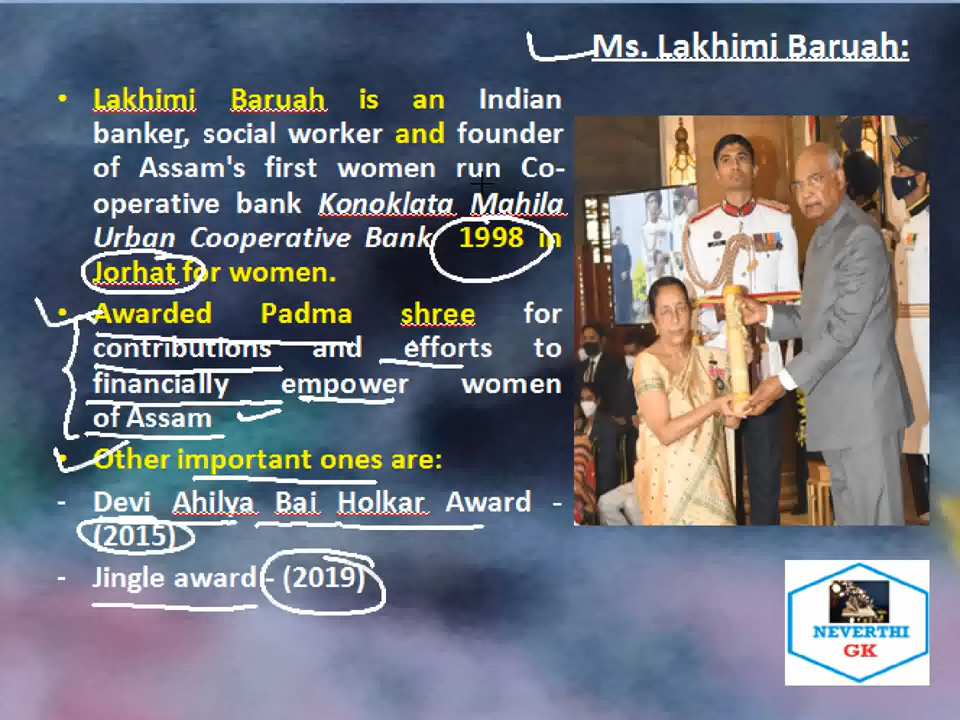 Ms. Lakhimi Baruah:
• Lakhimi Baruah is an Indian
banker, social worker and founder
of Assam's first women run Co-
operative bank Konoklata Mahila
Urban Cooperative Bank 1998 in
Jorhat for women.
• Awarded Padma shree for
contributions and efforts to
financially empower women
of Assam
• Other important ones are:
- Devi Ahilya Bai Holkar Award -
(2015)
- Jingle award - (2019)
NEVERTHI
GK